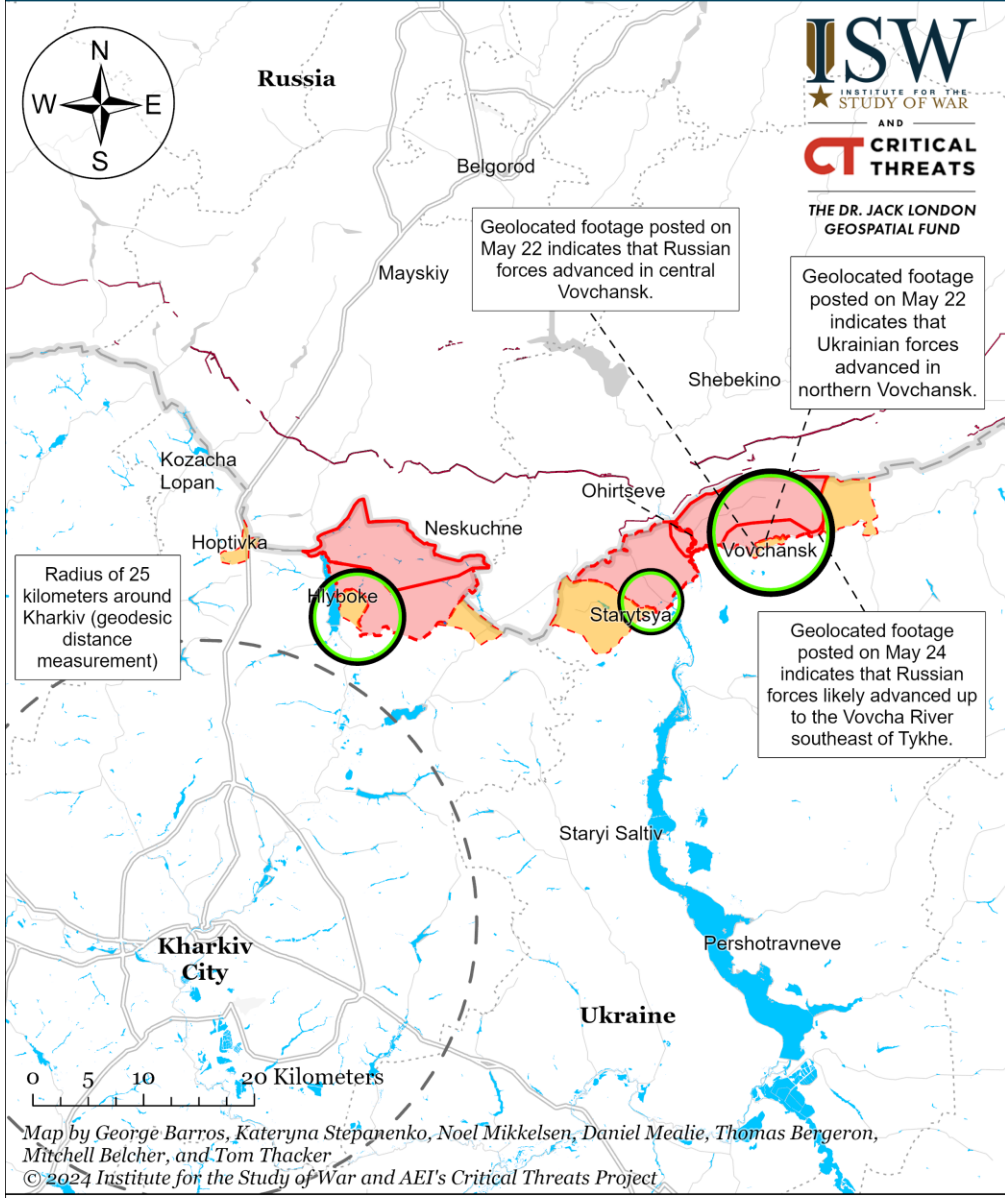 N
W
E
S
Russia
ISW
INSTITUTE FOR THE
STUDY OF WAR
AND
CT CRITICAL
THREATS
THE DR. JACK LONDON
GEOSPATIAL FUND
Belgorod
Geolocated footage posted on
May 22 indicates that Russian
forces advanced in central
Vovchansk.
Mayskiy
Geolocated footage
posted on May 22
indicates that
Ukrainian forces
advanced in
northern Vovchansk.
Shebekino
Kozacha
Lopan
Ohirtseve
Neskuchne
Hoptivka
Vovchansk
Radius of 25
kilometers around
Kharkiv (geodesic
distance
measurement)
Hlyboke
Starytsya
Geolocated footage
posted on May 24
indicates that Russian
forces likely advanced up
to the Vovcha River
southeast of Tykhe.
Staryi Saltiv
Pershotravneve
Kharkiv
City
Ukraine
0 5 10 20 Kilometers
Map by George Barros, Kateryna Stepanenko, Noel Mikkelsen, Daniel Mealie, Thomas Bergeron,
Mitchell Belcher, and Tom Thacker
© 2024 Institute for the Study of War and AEI's Critical Threats Project